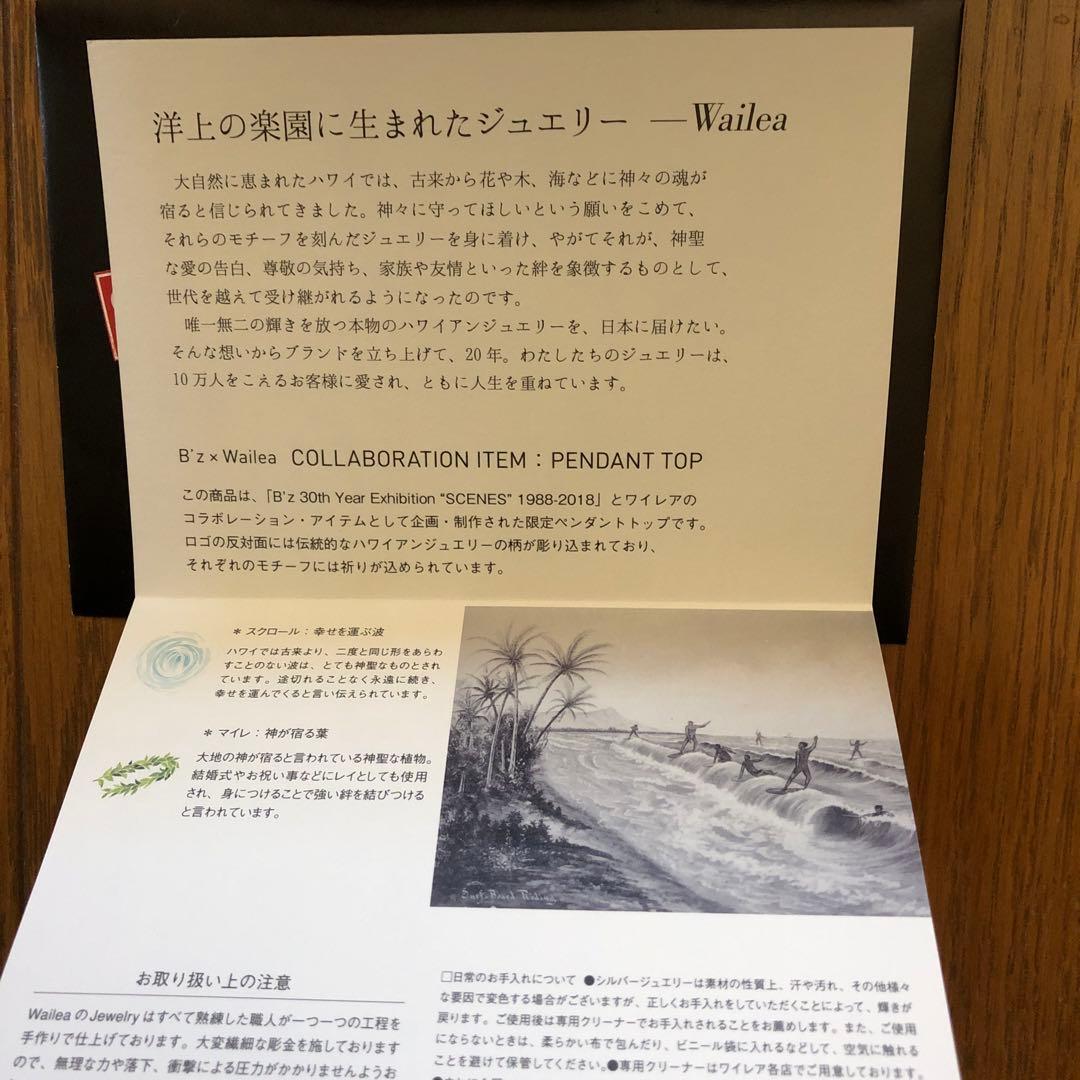 洋上の楽園に生まれたジュエリー ―Wailea
大自然に恵まれたハワイでは、古来から花や木、海などに神々の魂が
宿ると信じられてきました。神々に守ってほしいという願いをこめて、
それらのモチーフを刻んだジュエリーを身に着け、やがてそれが、神聖
な愛の告白、尊敬の気持ち、家族や友情といった絆を象徴するものとして、
世代を越えて受け継がれるようになったのです。
唯一無二の輝きを放つ本物のハワイアンジュエリーを、日本に届けたい。
そんな想いからブランドを立ち上げて、20年。わたしたちのジュエリーは、
10万人をこえるお客様に愛され、ともに人生を重ねています。
B'z×Wailea COLLABORATION ITEM：PENDANT TOP
この商品は、「B'z 30th Year Exhibition “SCENES” 1988-2018」とワイレアの
コラボレーション・アイテムとして企画・制作された限定ペンダントトップです。
ロゴの反対面には伝統的なハワイアンジュエリーの柄が彫り込まれており、
それぞれのモチーフには祈りが込められています。
＊スクロール：幸せを運ぶ波
ハワイでは古来より、二度と同じ形をあらわ
すことのない波は、とても神聖なものとされ
ています。途切れることなく永遠に続き、
幸せを運んでくると言い伝えられています。
＊マイレ：神が宿る葉
大地の神が宿ると言われている神聖な植物。
結婚式やお祝い事などにレイとしても使用
され、身につけることで強い絆を結びつける
と言われています。
Surf-Board Riding
お取り扱い上の注意
WaileaのJewelryはすべて熟練した職人が一つ一つの工程を
手作りで仕上げております。大変繊細な彫金を施しております
ので、無理な力や落下、衝撃による圧力がかかりませんようお
□日常のお手入れについて ●シルバージュエリーは素材の性質上、汗や汚れ、その他様々
な要因で変色する場合がございますが、正しくお手入れをしていただくことによって、輝きが
戻ります。ご使用後は専用クリーナーでお手入れされることをお薦めします。また、ご使用
にならないときは、柔らかい布で包んだり、ビニール袋に入れるなどして、空気に触れる
ことを避けて保管してください。●専用クリーナーはワイレア各店でご用意しております。